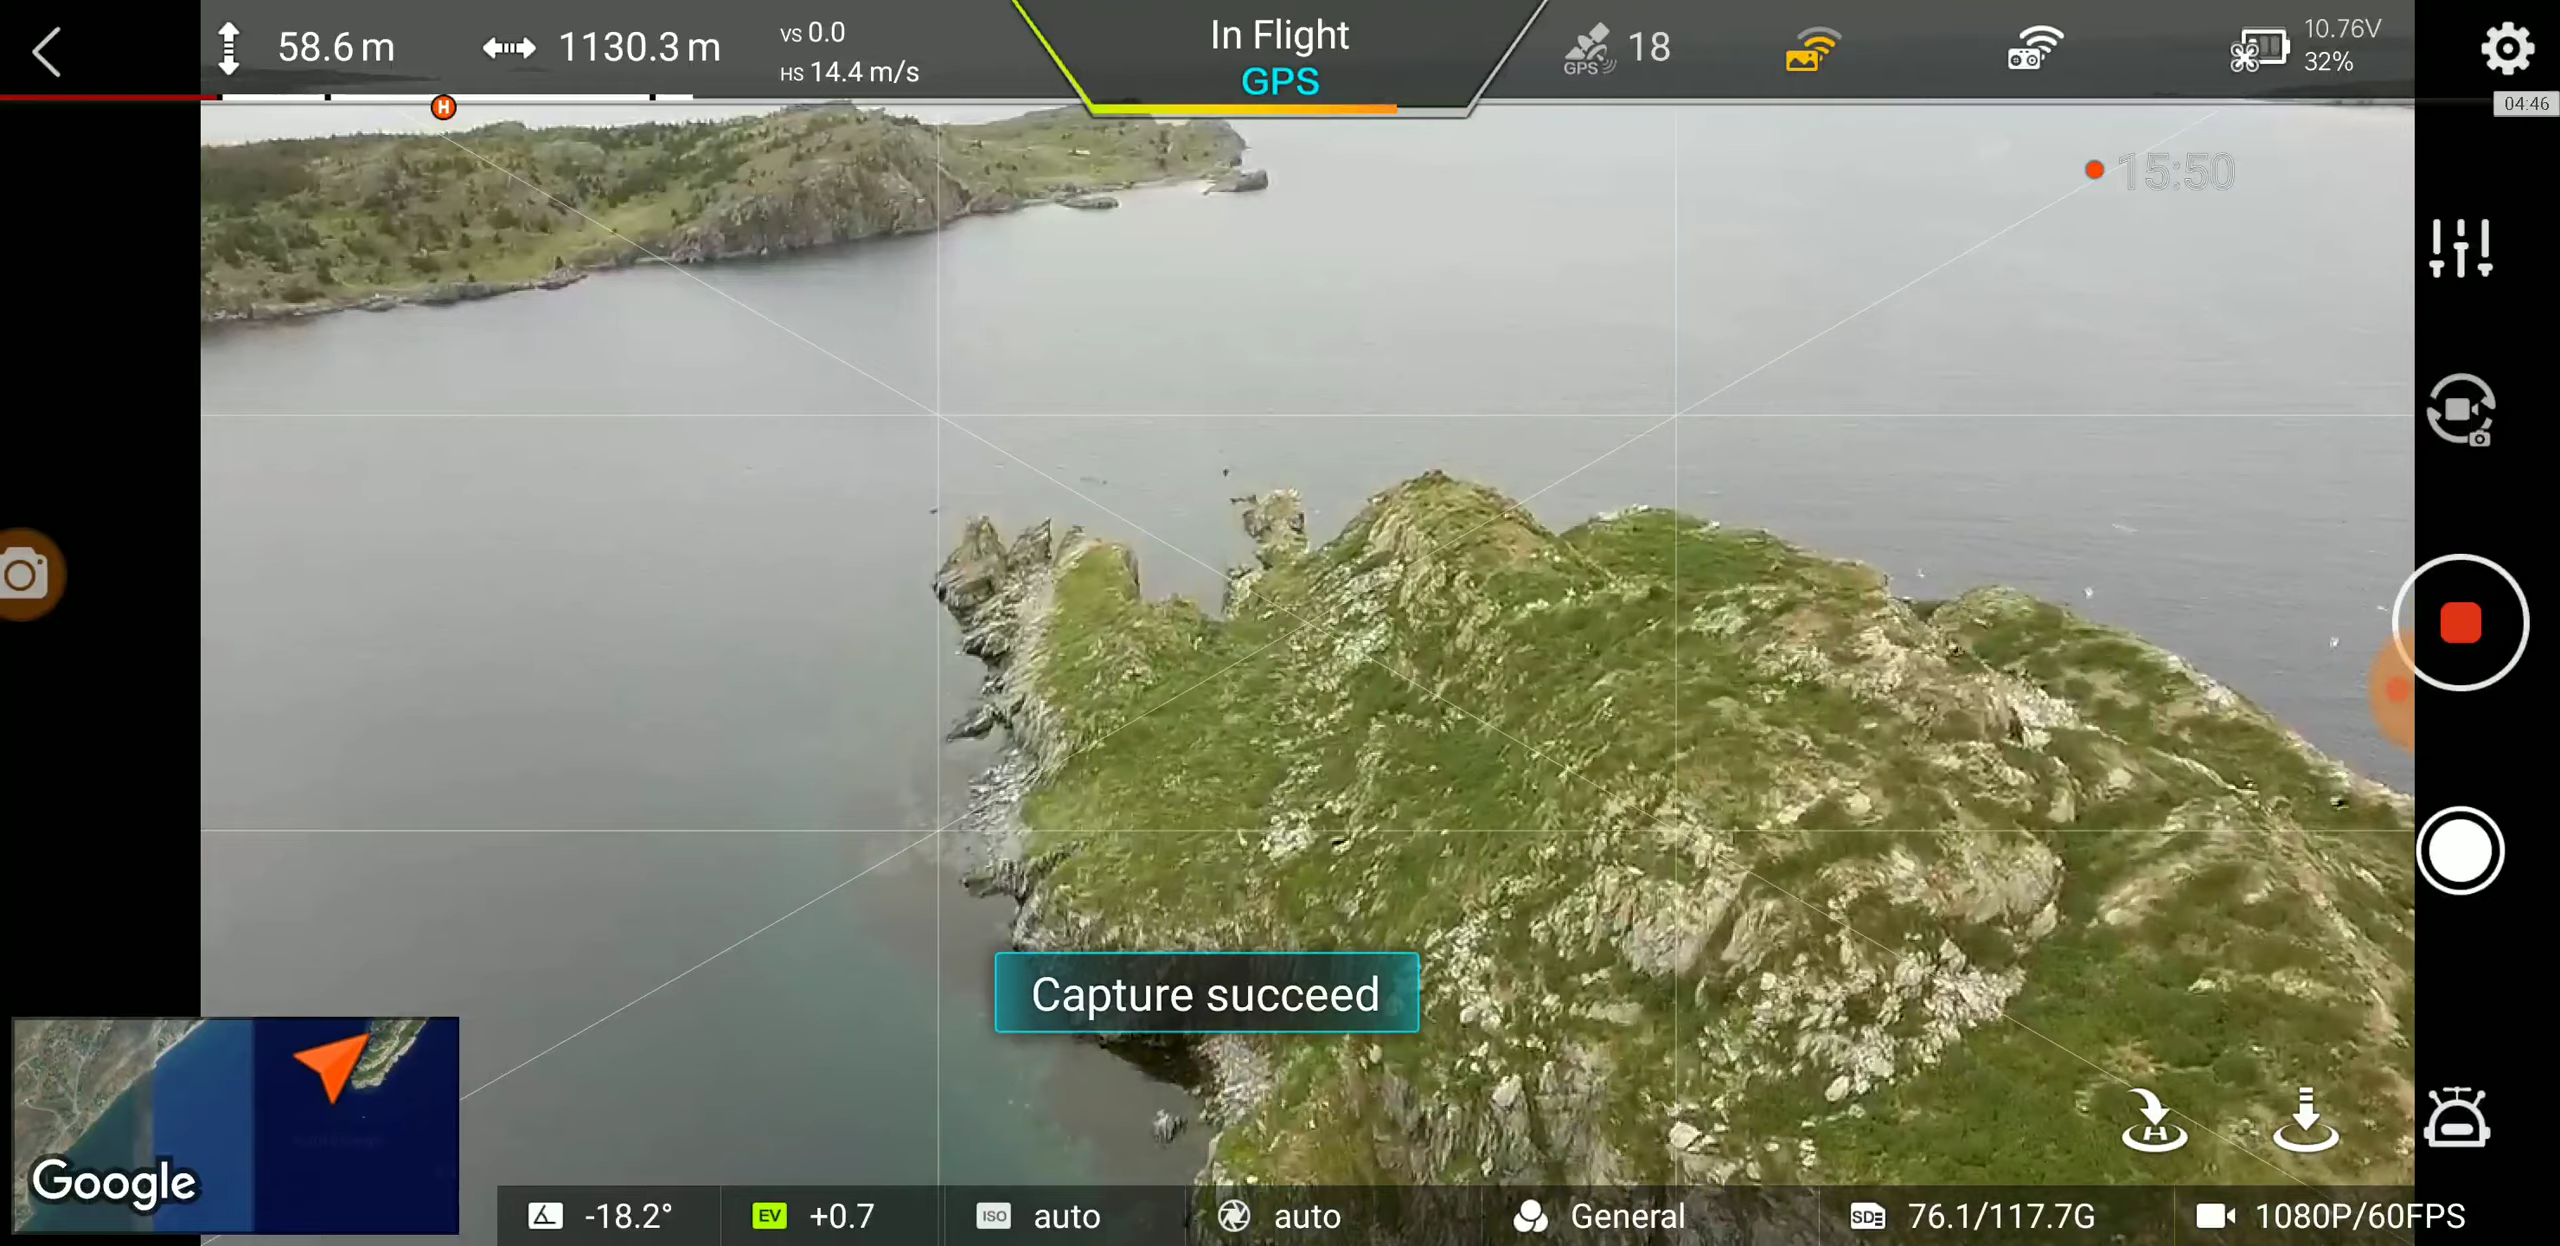 58.6 m
1130.3 m
VS 0.0
HS 14.4 m/s
In Flight
GPS
GPS
18
10.76V
32%
04:46
15:50
H
Capture succeed
H
Google
-18.2°
EV +0.7
ISO auto
auto
General
SD 76.1/117.7G
1080P/60FPS